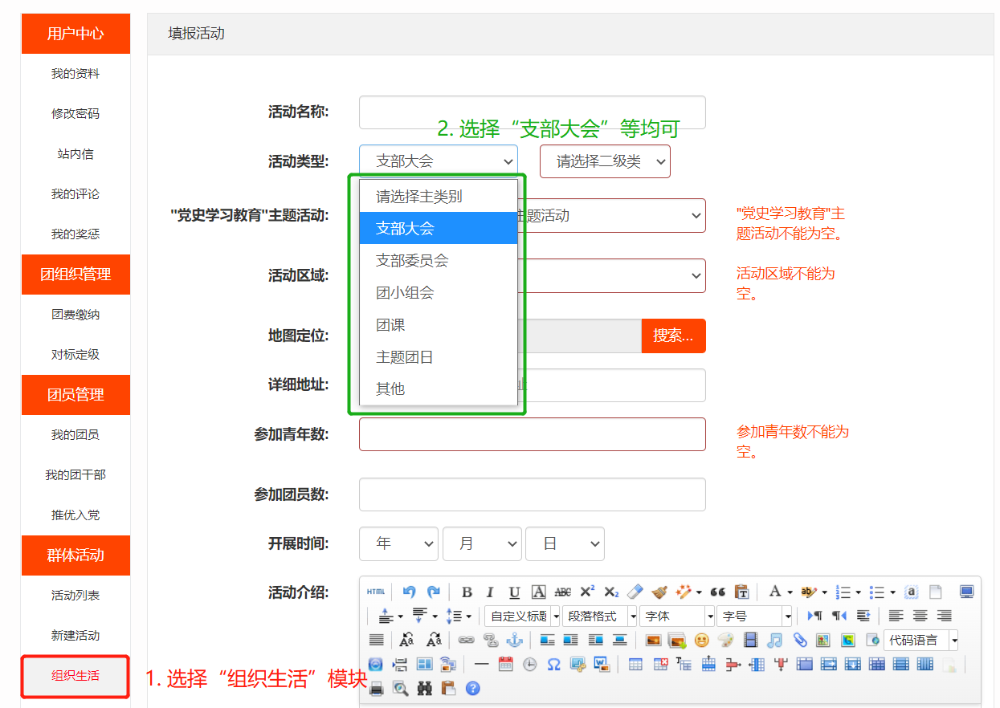 用户中心
我的资料
修改密码
站内信
我的评论
我的奖惩
团组织管理
团费缴纳
对标定级
团员管理
我的团员
我的团干部
推优入党
群体活动
活动列表
新建活动
组织生活
1. 选择“组织生活”模块
填报活动
活动名称:
2. 选择“支部大会”等均可
活动类型:
支部大会
请选择二级类
请选择主类别
支部大会
支部委员会
团小组会
团课
主题团日
其他
"党史学习教育"主题活动:
主题活动
"党史学习教育"主
题活动不能为空。
活动区域:
活动区域不能为
空。
地图定位:
搜索...
详细地址:
参加青年数:
参加青年数不能为
空。
参加团员数:
开展时间:
年 月 日
活动介绍:
HTML
自定义标题 段落格式 字体 字号
代码语言